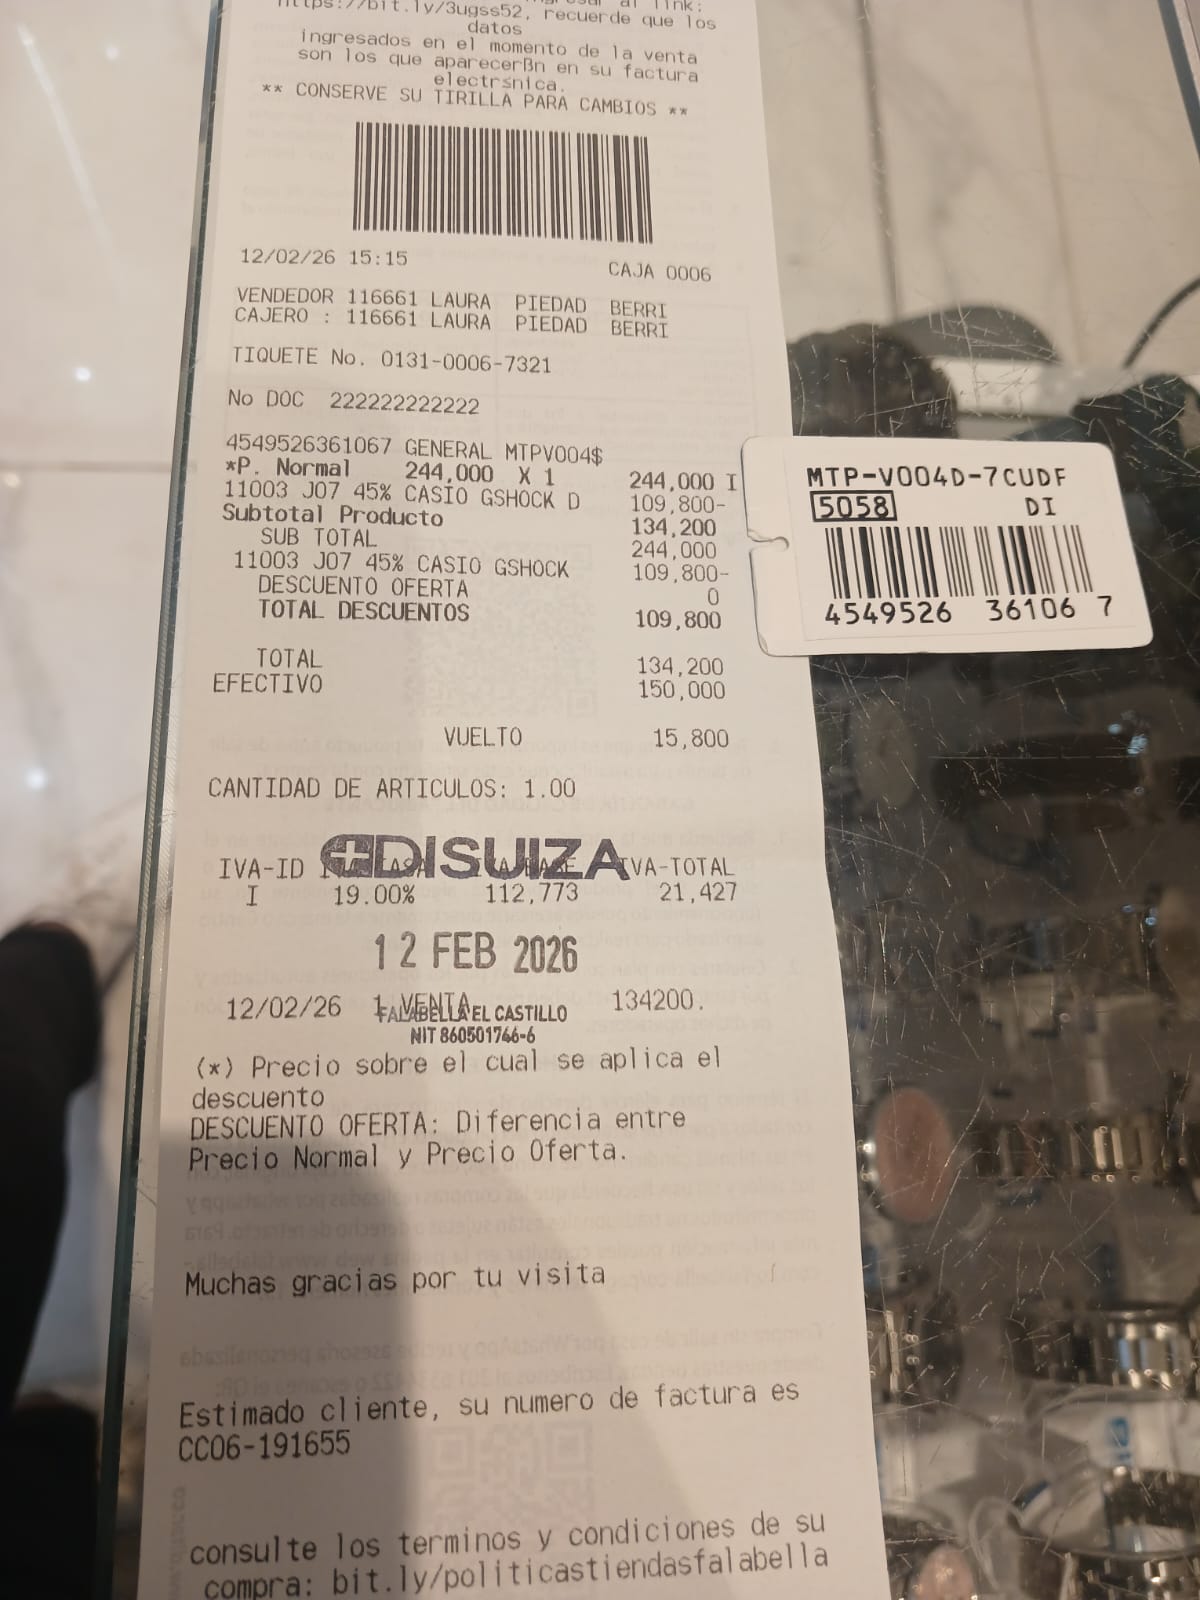 https://bit.ly/3ugss52, recuerde que los
datos
ingresados en el momento de la venta
son los que aparecerßn en su factura
electrsnica.
** CONSERVE SU TIRILLA PARA CAMBIOS **
12/02/26 15:15 CAJA 0006
VENDEDOR 116661 LAURA PIEDAD BERRI
CAJERO : 116661 LAURA PIEDAD BERRI
TIQUETE No. 0131-0006-7321
No DOC 222222222222
4549526361067 GENERAL MTPV004$
*P. Normal 244,000 X 1 244,000 I
11003 J07 45% CASIO GSHOCK D 109,800-
Subtotal Producto 134,200
SUB TOTAL 244,000
11003 J07 45% CASIO GSHOCK 109,800-
DESCUENTO OFERTA 0
TOTAL DESCUENTOS 109,800
TOTAL 134,200
EFECTIVO 150,000
VUELTO 15,800
CANTIDAD DE ARTICULOS: 1.00
DISUIZA
IVA-ID IVA-TOTAL
I 19.00% 112,773 21,427
12 FEB 2026
12/02/26 1 VENTA 134200.
FALABELLA EL CASTILLO
NIT 860501766-6
(*) Precio sobre el cual se aplica el
descuento
DESCUENTO OFERTA: Diferencia entre
Precio Normal y Precio Oferta.
Muchas gracias por tu visita
Estimado cliente, su numero de factura es
CC06-191655
consulte los terminos y condiciones de su
compra: bit.ly/politicastiendasfalabella
MTP-V004D-7CUDF
5058 DI
4549526 36106 7